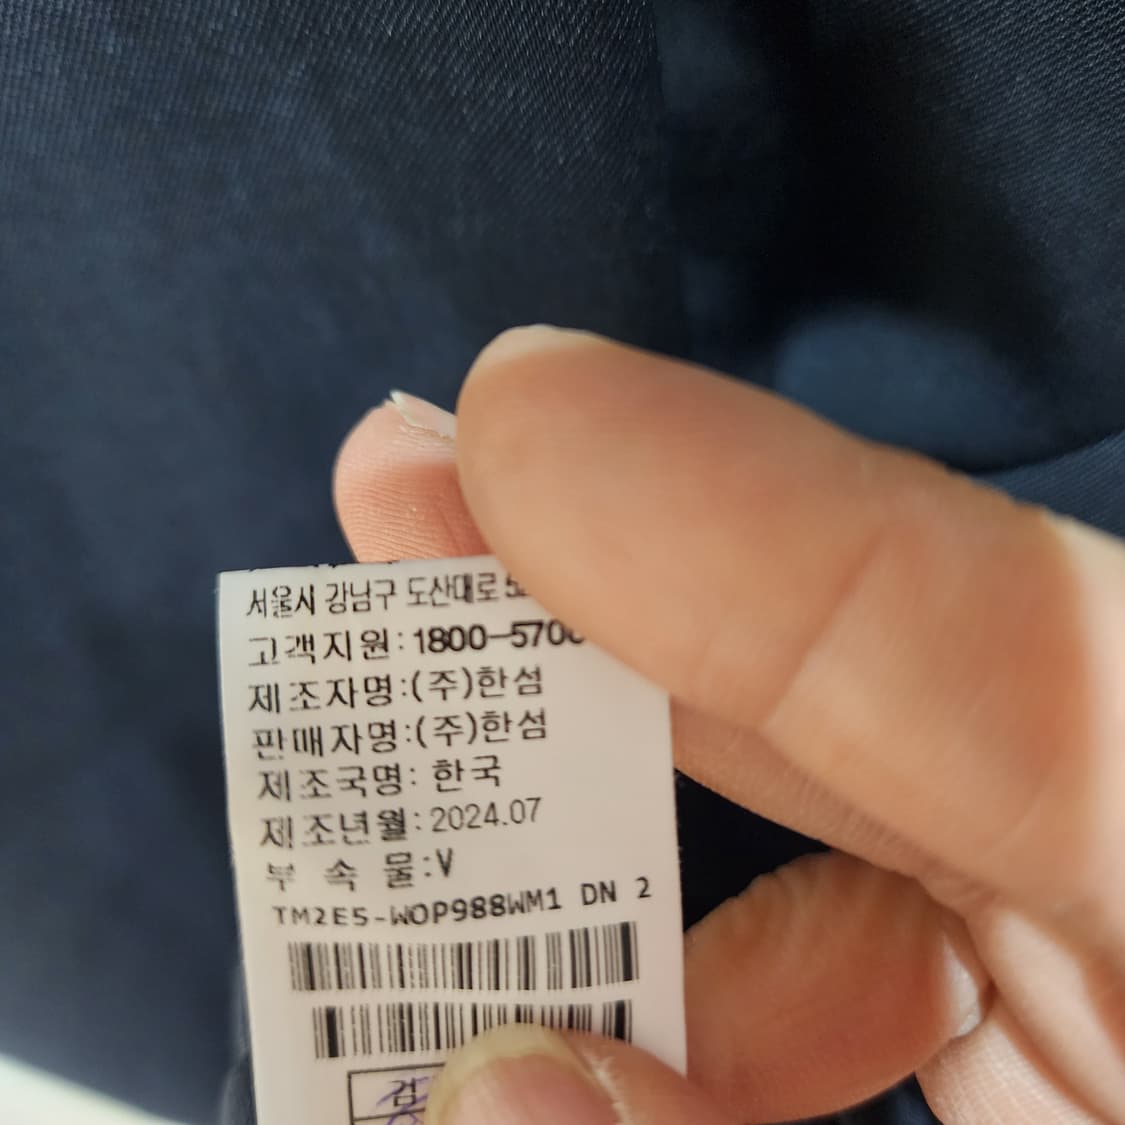 서울시 강남구 도산대로
고객지원:1800-570
제조자명:(주)한섬
판매자명:(주)한섬
제조국명: 한국
제조년월:2024.07
부 속 물:V
TM2E5-WOP988WM1 DN 2
검